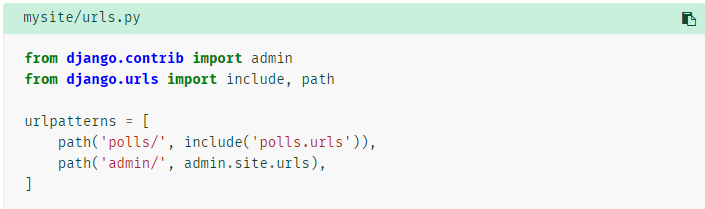 mysite/urls.py
from django.contrib import admin
from django.urls import include, path
urlpatterns = [
    path('polls/', include('polls.urls')),
    path('admin/', admin.site.urls),
]